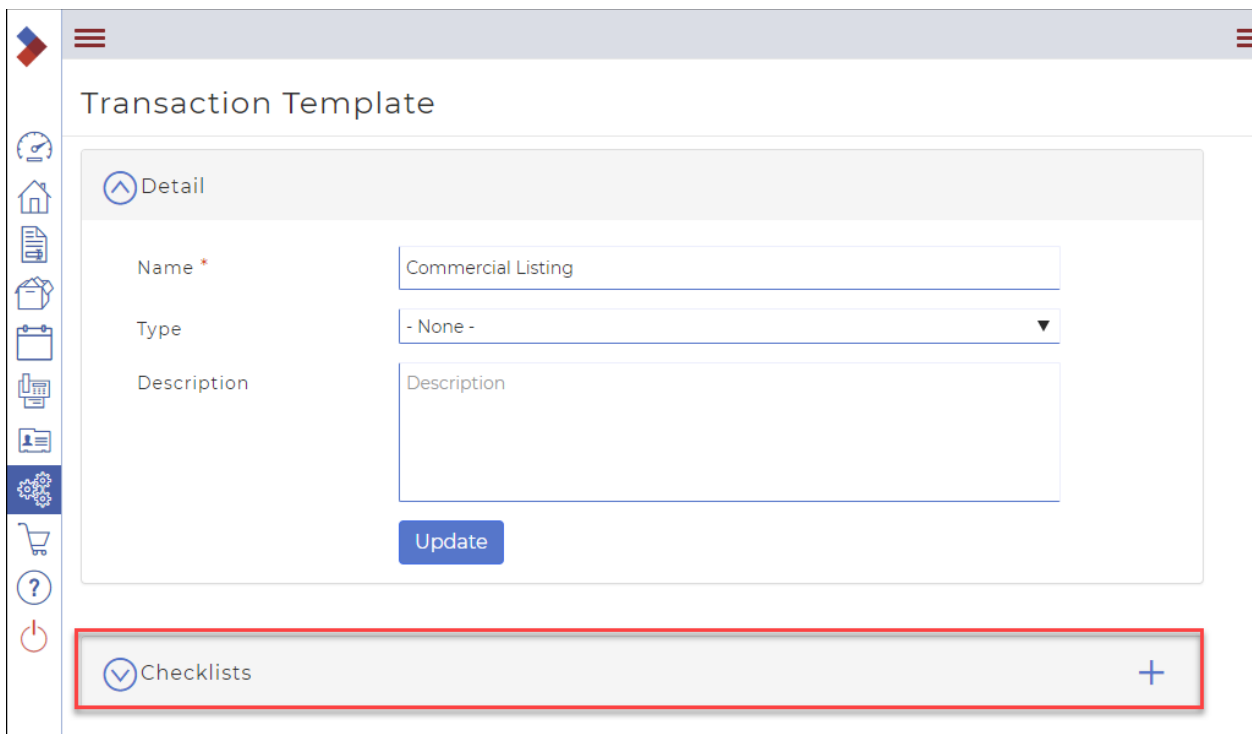 Transaction Template
Detail
Name * Commercial Listing
Type - None -
Description Description
Update
?
Checklists